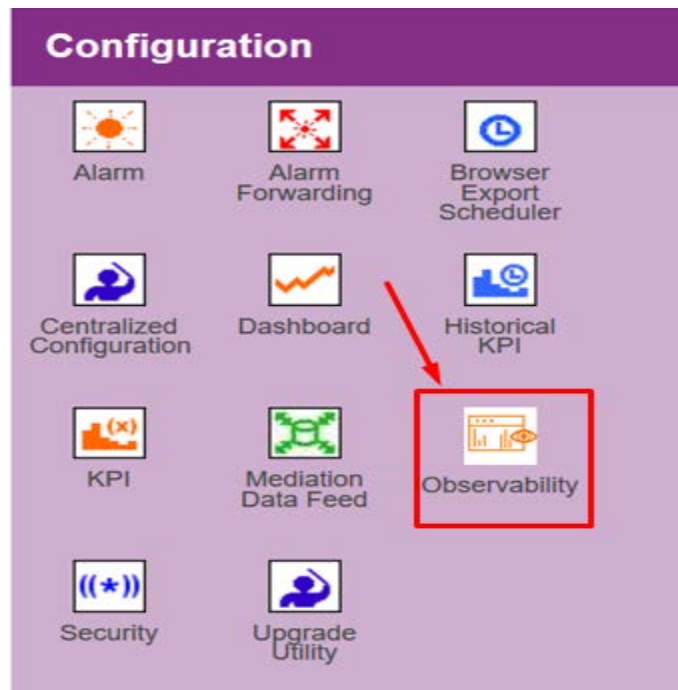 Configuration
Alarm
Alarm
Forwarding
Browser
Export
Scheduler
Centralized
Configuration
Dashboard
Historical
KPI
(x)
KPI
Mediation
Data Feed
Observability
((*))
Security
Upgrade
Utility